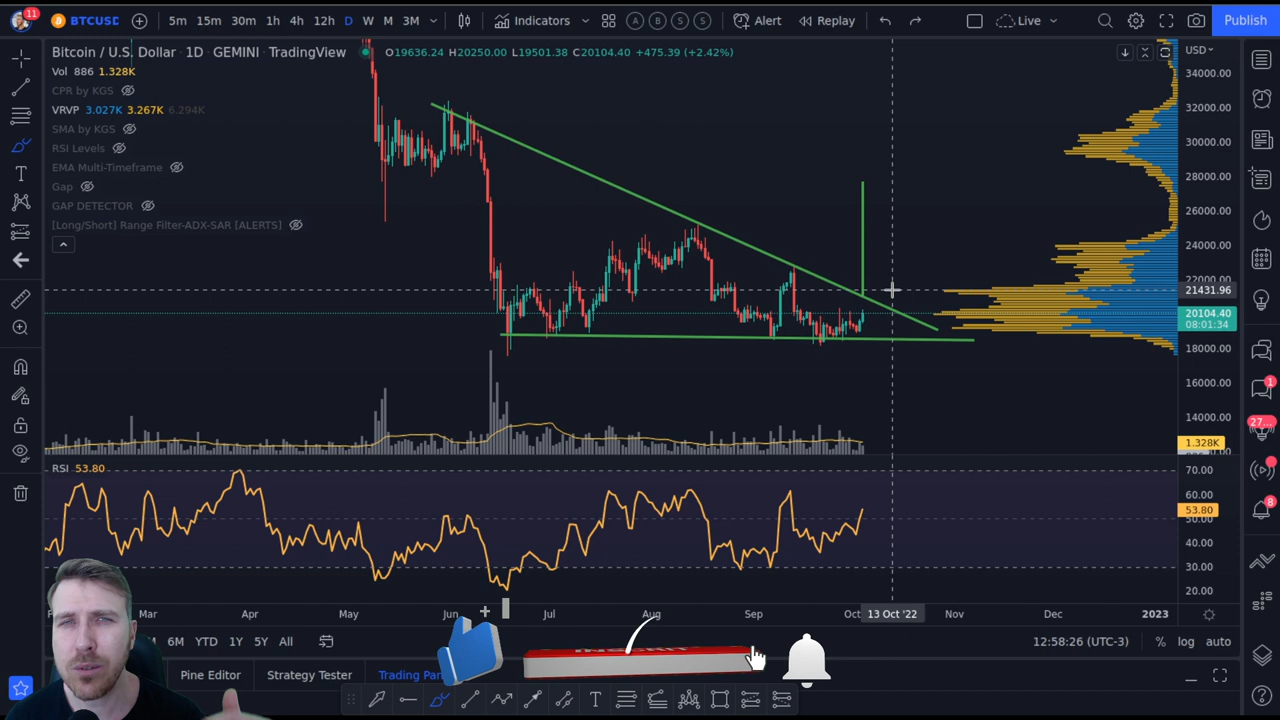 11
BTCUSD
5m 15m 30m 1h 4h 12h D W M 3M
Indicators
A B S S
Alert
Replay
Live
Publish
Bitcoin / U.S. Dollar · 1D · GEMINI · TradingView
O19636.24 H20250.00 L19501.38 C20104.40 +475.39 (+2.42%)
USD
Vol 886 1.328K
CPR by KGS
VRVP 3.027K 3.267K 6.294K
SMA by KGS
RSI Levels
EMA Multi-Timeframe
Gap
GAP DETECTOR
[Long/Short] Range Filter-ADX-SAR [ALERTS]
34000.00
32000.00
30000.00
28000.00
26000.00
24000.00
22000.00
21431.96
20104.40
08:01:34
18000.00
16000.00
14000.00
1.328K
RSI 53.80
70.00
60.00
53.80
50.00
40.00
30.00
20.00
1
27...
8
Mar Apr May Jun Jul Aug Sep Oct 13 Oct '22 Nov Dec 2023
6M YTD 1Y 5Y All
12:58:26 (UTC-3)
% log auto
Pine Editor
Strategy Tester
Trading Pan
T